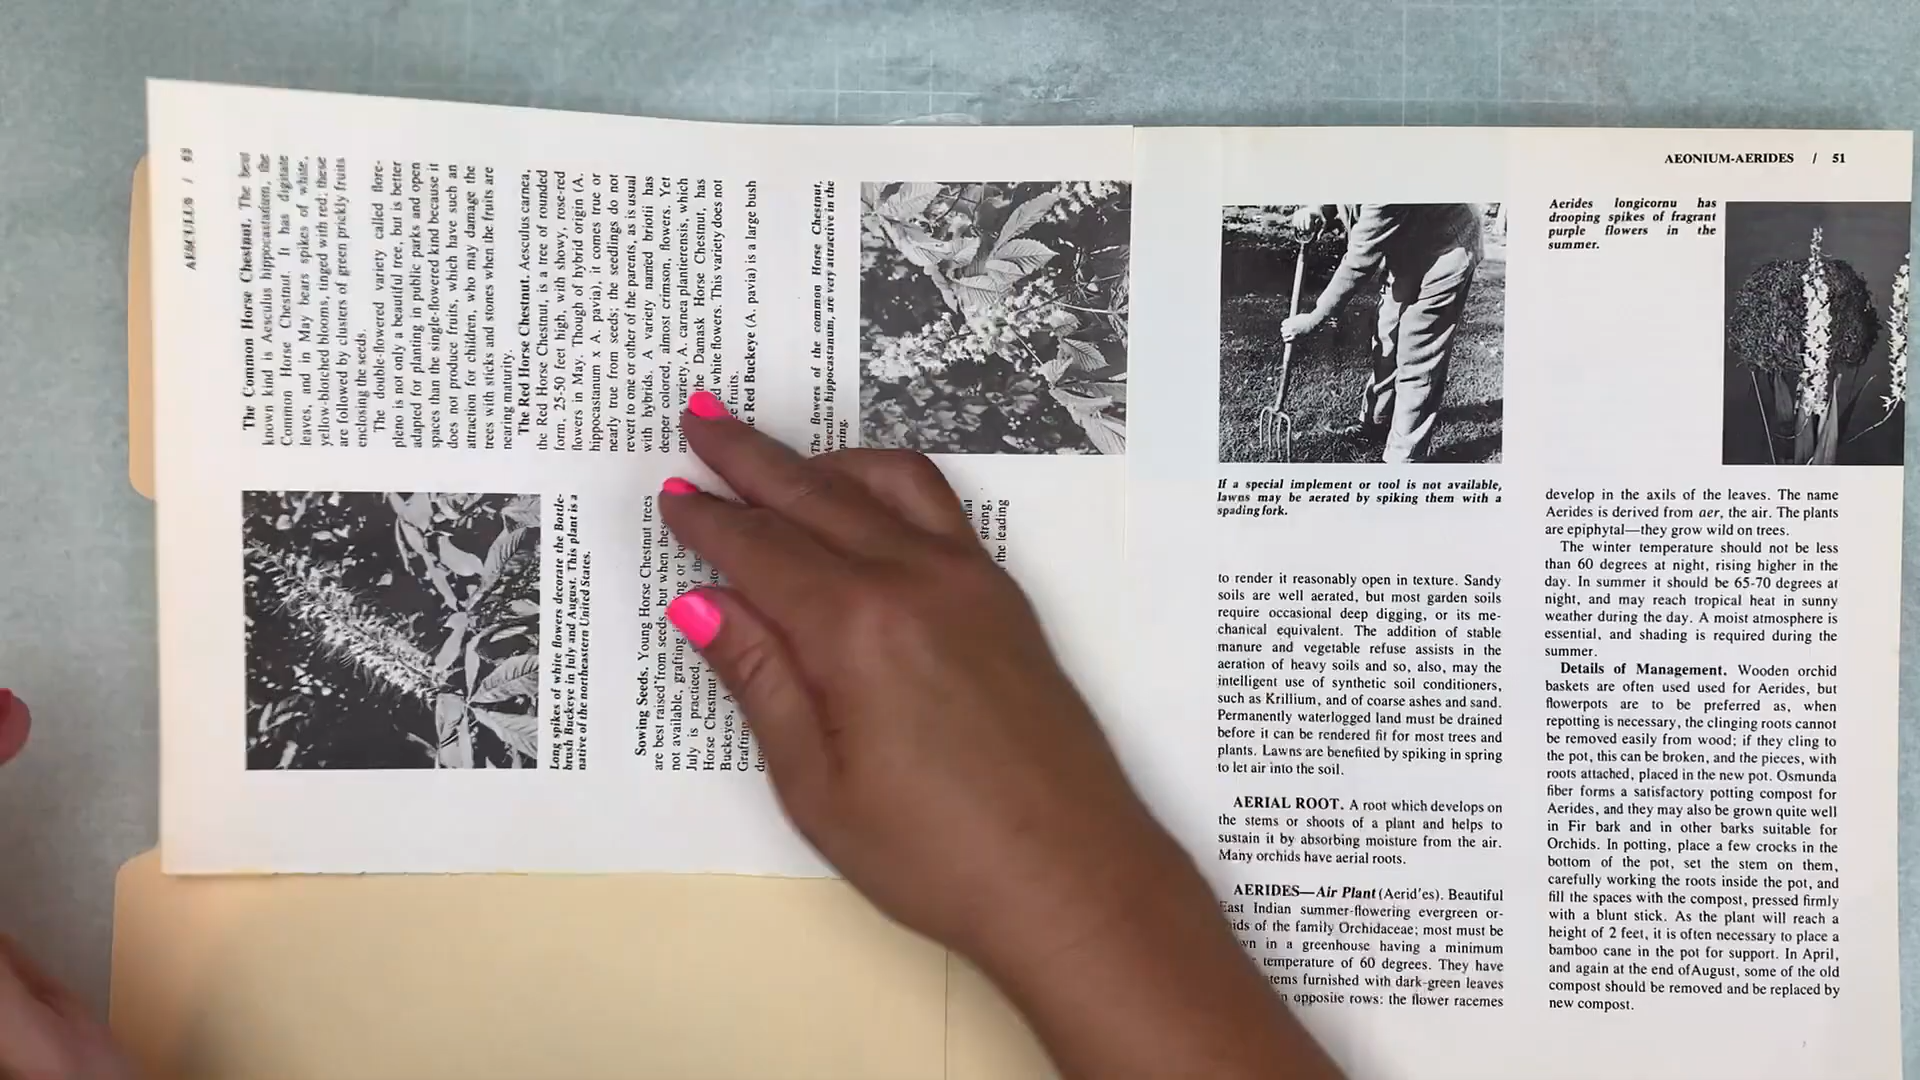 AESCULUS / 63
The Common Horse Chestnut. The best
known kind is Aesculus hippocastanum, the
Common Horse Chestnut. It has digitate
leaves, and in May bears spikes of white,
yellow-blotched blooms, tinged with red; these
are followed by clusters of green prickly fruits
enclosing the seeds.
The double-flowered variety called flore-
pleno is not only a beautiful tree, but is better
adapted for planting in public parks and open
spaces than the single-flowered kind because it
does not produce fruits, which have such an
attraction for children, who may damage the
trees with sticks and stones when the fruits are
nearing maturity.
The Red Horse Chestnut. Aesculus carnea,
the Red Horse Chestnut, is a tree of rounded
form, 25-50 feet high, with showy, rose-red
flowers in May. Though of hybrid origin (A.
hippocastanum x A. pavia), it comes true or
nearly true from seeds; the seedlings do not
revert to one or other of the parents, as is usual
with hybrids. A variety named briotii has
deeper colored, almost crimson, flowers. Yet
another variety, A. carnea plantierensis, which
the Damask Horse Chestnut, has
ed white flowers. This variety does not
fruits.
Red Buckeye (A. pavia) is a large bush
The flowers of the common Horse Chestnut,
Aesculus hippocastanum, are very attractive in the
spring.
Long spikes of white flowers decorate the Bottle-
brush Buckeye in July and August. This plant is a
native of the northeastern United States.
Sowing Seeds. Young Horse Chestnut trees
are best raised from seeds, but when these
not available, grafting
July is practiced,
Horse Chestnut
Buckeyes,
Grafting
strong,
the leading
AEONIUM-AERIDES / 51
If a special implement or tool is not available,
lawns may be aerated by spiking them with a
spading fork.
to render it reasonably open in texture. Sandy
soils are well aerated, but most garden soils
require occasional deep digging, or its me-
chanical equivalent. The addition of stable
manure and vegetable refuse assists in the
aeration of heavy soils and so, also, may the
intelligent use of synthetic soil conditioners,
such as Krillium, and of coarse ashes and sand.
Permanently waterlogged land must be drained
before it can be rendered fit for most trees and
plants. Lawns are benefited by spiking in spring
to let air into the soil.
AERIAL ROOT. A root which develops on
the stems or shoots of a plant and helps to
sustain it by absorbing moisture from the air.
Many orchids have aerial roots.
AERIDES—Air Plant (Aerid'es). Beautiful
East Indian summer-flowering evergreen or-
ids of the family Orchidaceae; most must be
wn in a greenhouse having a minimum
temperature of 60 degrees. They have
tems furnished with dark-green leaves
opposite rows: the flower racemes
Aerides longicornu has
drooping spikes of fragrant
purple flowers in the
summer.
develop in the axils of the leaves. The name
Aerides is derived from aer, the air. The plants
are epiphytal—they grow wild on trees.
The winter temperature should not be less
than 60 degrees at night, rising higher in the
day. In summer it should be 65-70 degrees at
night, and may reach tropical heat in sunny
weather during the day. A moist atmosphere is
essential, and shading is required during the
summer.
Details of Management. Wooden orchid
baskets are often used used for Aerides, but
flowerpots are to be preferred as, when
repotting is necessary, the clinging roots cannot
be removed easily from wood; if they cling to
the pot, this can be broken, and the pieces, with
roots attached, placed in the new pot. Osmunda
fiber forms a satisfactory potting compost for
Aerides, and they may also be grown quite well
in Fir bark and in other barks suitable for
Orchids. In potting, place a few crocks in the
bottom of the pot, set the stem on them,
carefully working the roots inside the pot, and
fill the spaces with the compost, pressed firmly
with a blunt stick. As the plant will reach a
height of 2 feet, it is often necessary to place a
bamboo cane in the pot for support. In April,
and again at the end of August, some of the old
compost should be removed and be replaced by
new compost.